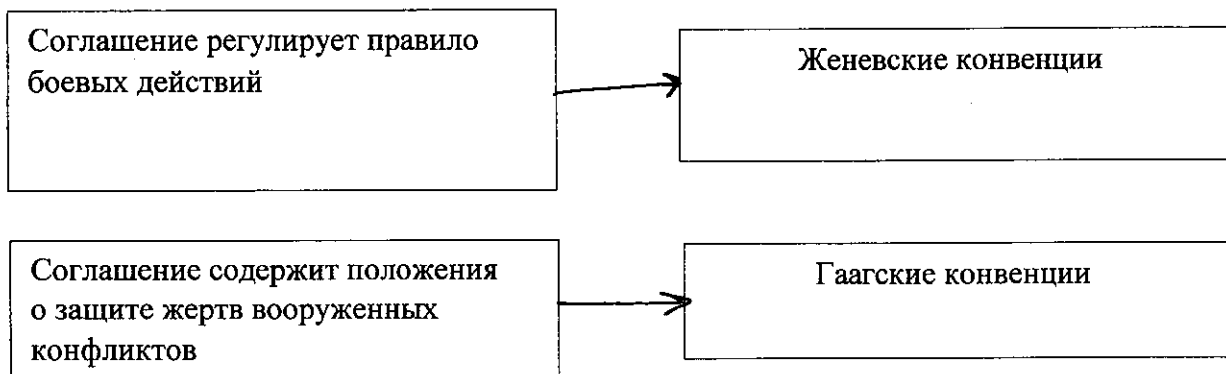 Соглашение регулирует правило
боевых действий
Женевские конвенции
Соглашение содержит положения
о защите жертв вооруженных
конфликтов
Гаагские конвенции